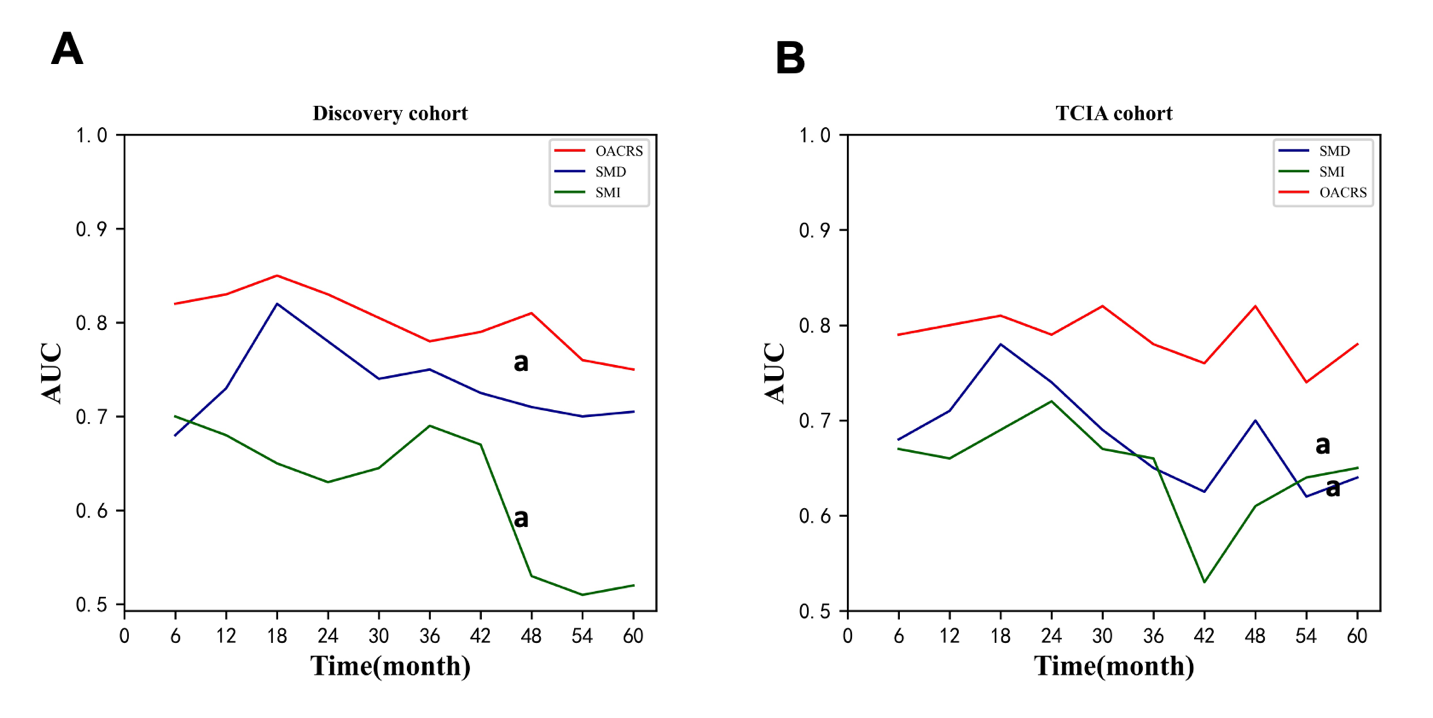 A
Discovery cohort
1.0
0.9
0.8
0.7
0.6
0.5
AUC
OACRS
SMD
SMI
a
a
0 6 12 18 24 30 36 42 48 54 60
Time(month)
B
TCIA cohort
1.0
0.9
0.8
0.7
0.6
0.5
AUC
SMD
SMI
OACRS
a
a
0 6 12 18 24 30 36 42 48 54 60
Time(month)